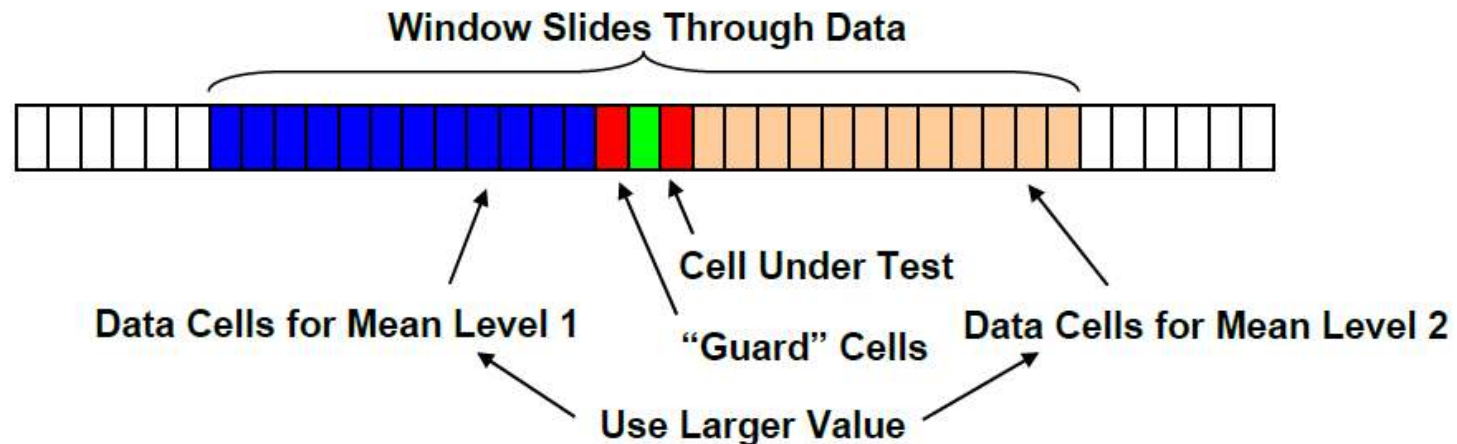 Window Slides Through Data
Cell Under Test
Data Cells for Mean Level 1
“Guard” Cells
Data Cells for Mean Level 2
Use Larger Value